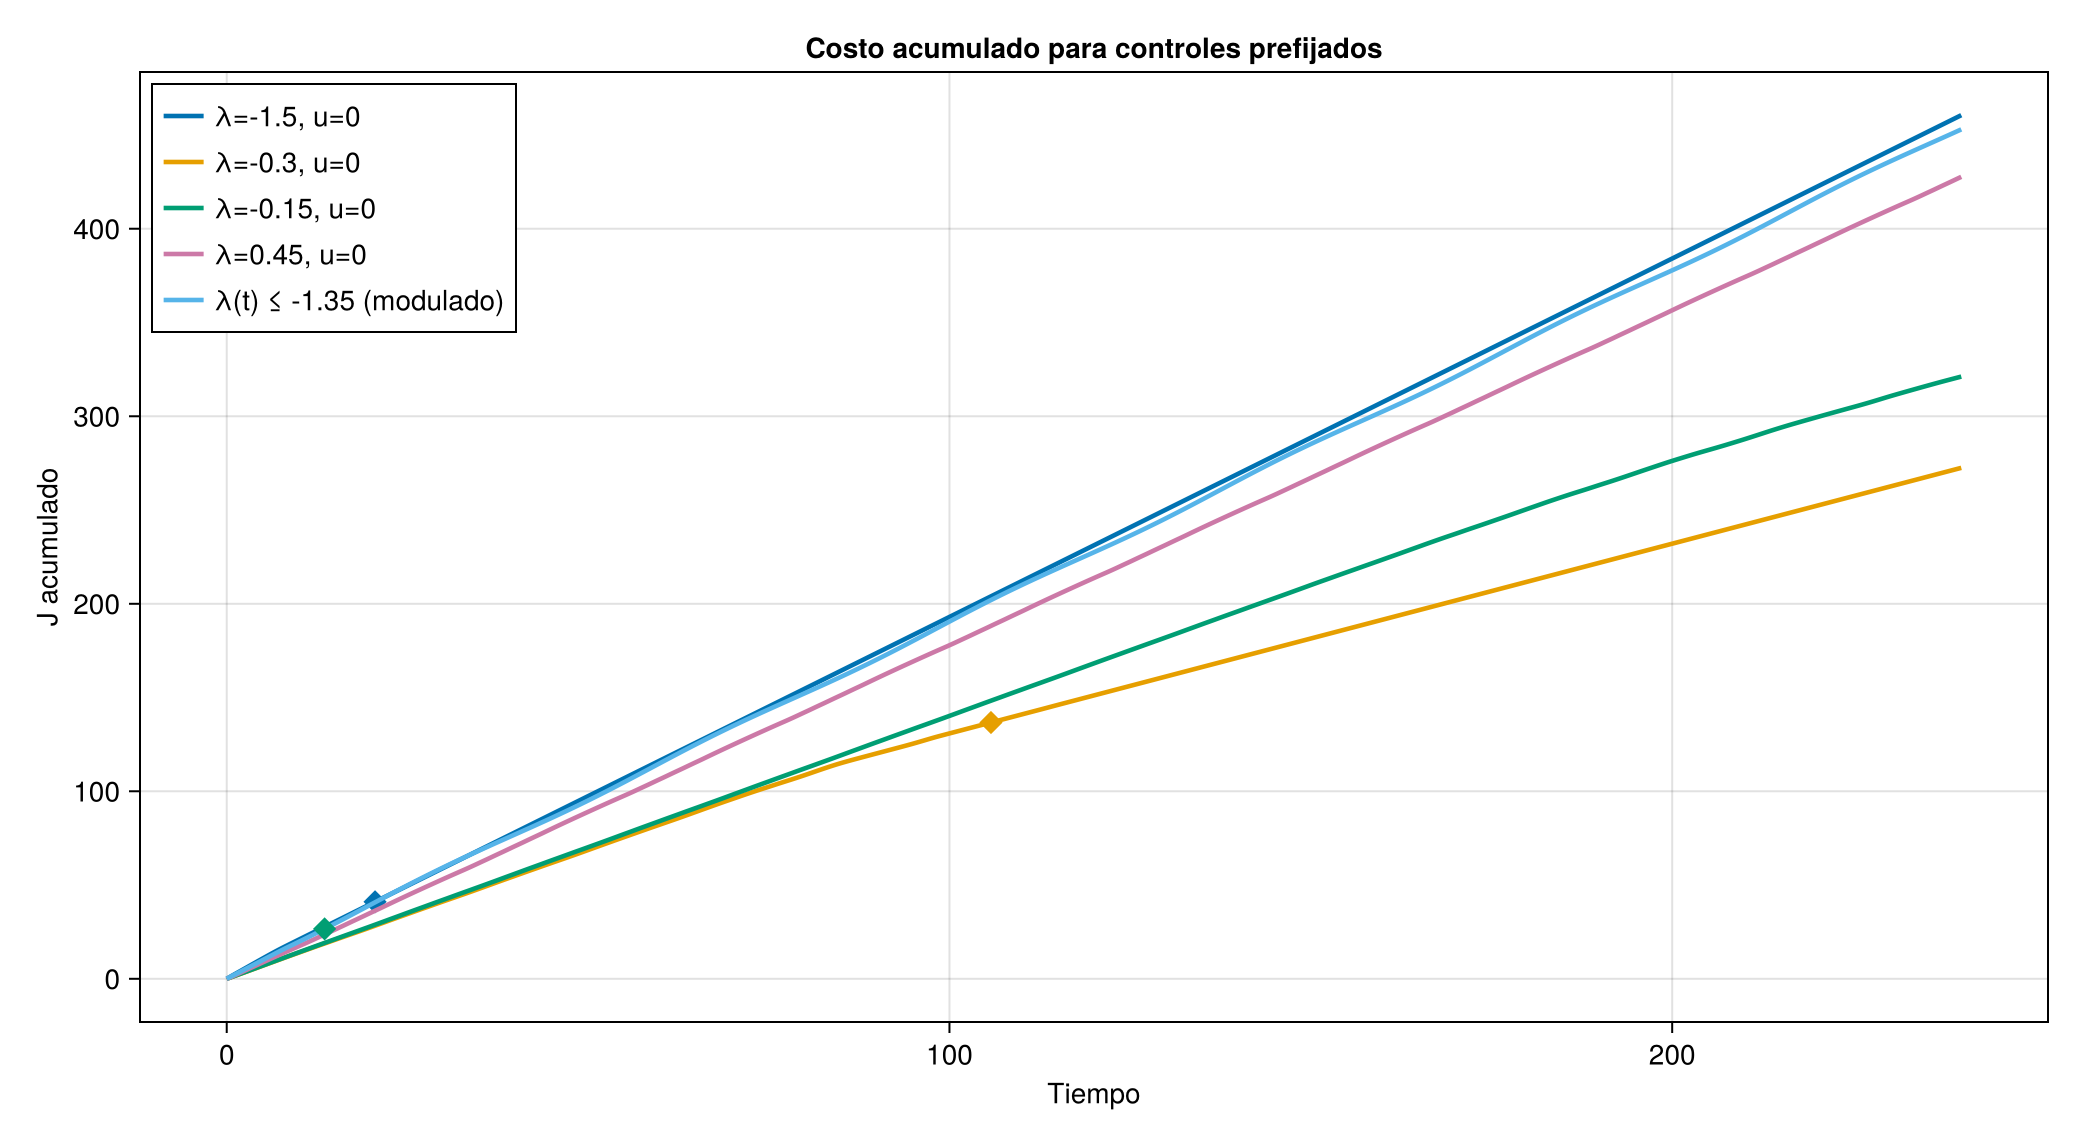 Costo acumulado para controles prefijados
λ=-1.5, u=0
λ=-0.3, u=0
λ=-0.15, u=0
λ=0.45, u=0
λ(t) ≤ -1.35 (modulado)
400
300
200
100
0
J acumulado
0 100 200
Tiempo